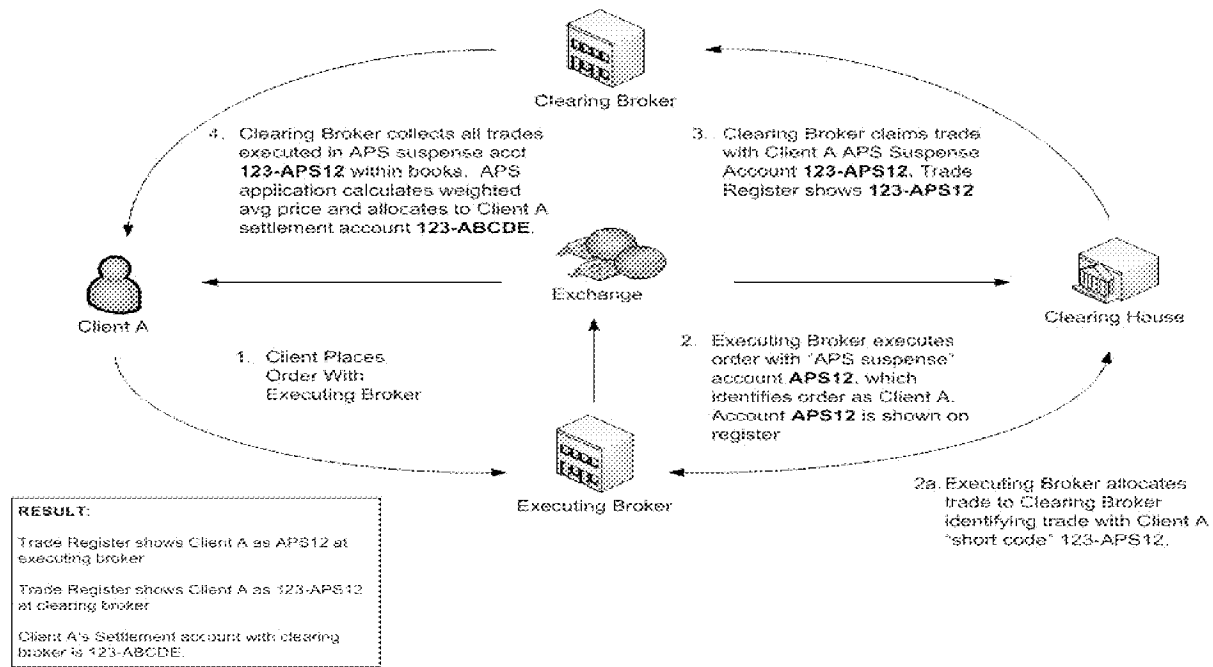 Clearing Broker
4. Clearing Broker collects all trades
executed in APS suspense acct
123-APS12 within books. APS
application calculates weighted
avg price and allocates to Client A
settlement account 123-ABCDE.
3. Clearing Broker claims trade
with Client A APS Suspense
Account 123-APS12. Trade
Register shows 123-APS12
Client A
Exchange
Clearing House
1. Client Places
Order With
Executing Broker
2. Executing Broker executes
order with "APS suspense"
account APS12, which
identifies order as Client A.
Account APS12 is shown on
register
Executing Broker
2a. Executing Broker allocates
trade to Clearing Broker
identifying trade with Client A
"short code" 123-APS12.
RESULT:
Trade Register shows Client A as APS12 at
executing broker
Trade Register shows Client A as 123-APS12
at clearing broker
Client A's Settlement account with clearing
broker is 123-ABCDE.